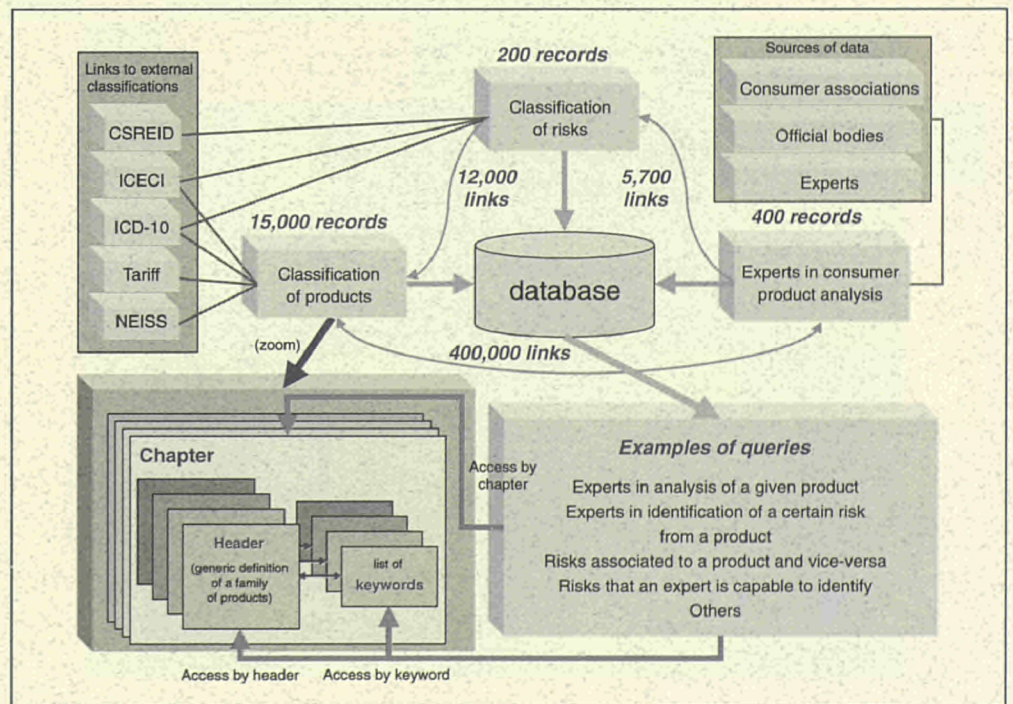 Links to external
classifications
CSREID
ICECI
ICD-10
Tariff
NEISS
200 records
Classification
of risks
12,000
links
5,700
links
15,000 records
Classification
of products
database
Sources of data
Consumer associations
Official bodies
Experts
400 records
Experts in consumer
product analysis
400,000 links
(zoom)
Chapter
Header
(generic definition
of a family
of products)
list of
keywords
Access by
chapter
Access by header
Access by keyword
Examples of queries
Experts in analysis of a given product
Experts in identification of a certain risk
from a product
Risks associated to a product and vice-versa
Risks that an expert is capable to identify
Others